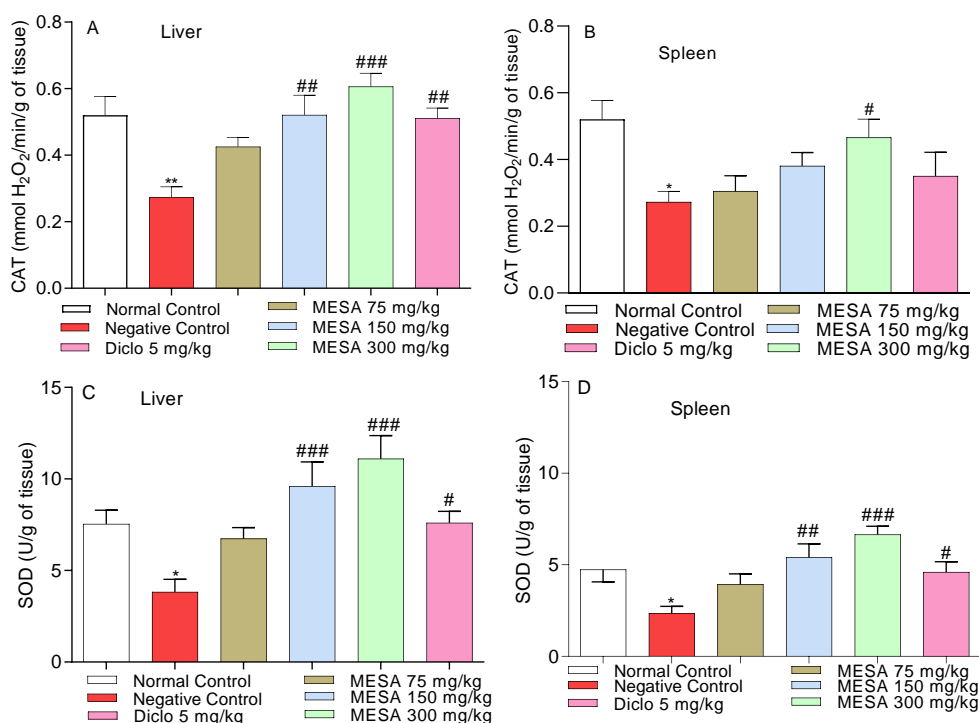 A
Liver
CAT (mmol H₂O₂/min/g of tissue)
0.8
0.6
0.4
0.2
0.0
**
##
###
##
Normal Control
Negative Control
Diclo 5 mg/kg
MESA 75 mg/kg
MESA 150 mg/kg
MESA 300 mg/kg
B
Spleen
CAT (mmol H₂O₂/min/g of tissue)
0.8
0.6
0.4
0.2
0.0
*
#
Normal Control
Negative Control
Diclo 5 mg/kg
MESA 75 mg/kg
MESA 150 mg/kg
MESA 300 mg/kg
C
Liver
SOD (U/g of tissue)
15
10
5
0
*
###
###
#
Normal Control
Negative Control
Diclo 5 mg/kg
MESA 75 mg/kg
MESA 150 mg/kg
MESA 300 mg/kg
D
Spleen
SOD (U/g of tissue)
15
10
5
0
*
##
###
#
Normal Control
Negative Control
Diclo 5 mg/kg
MESA 75 mg/kg
MESA 150 mg/kg
MESA 300 mg/kg